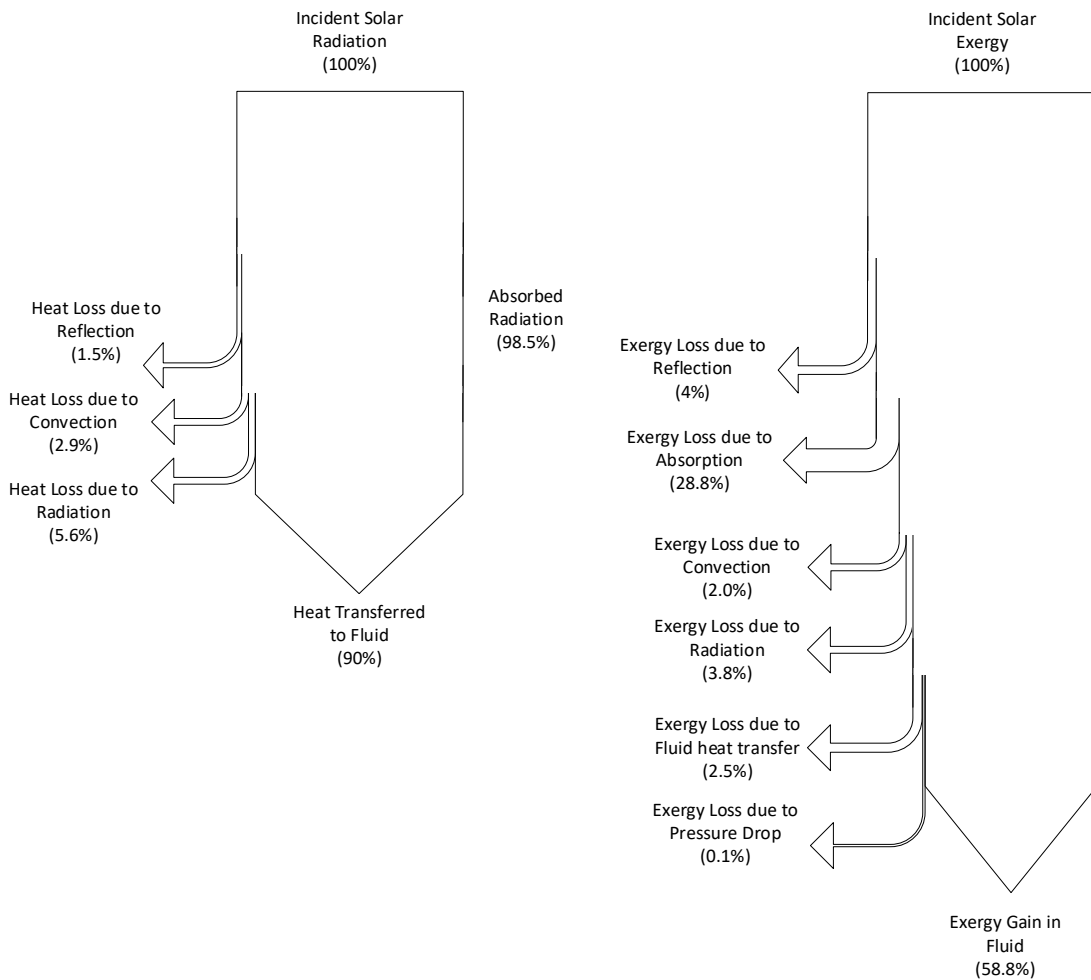 Incident Solar
Radiation
(100%)
Heat Loss due to
Reflection
(1.5%)
Absorbed
Radiation
(98.5%)
Heat Loss due to
Convection
(2.9%)
Heat Loss due to
Radiation
(5.6%)
Heat Transferred
to Fluid
(90%)
Incident Solar
Exergy
(100%)
Exergy Loss due to
Reflection
(4%)
Exergy Loss due to
Absorption
(28.8%)
Exergy Loss due to
Convection
(2.0%)
Exergy Loss due to
Radiation
(3.8%)
Exergy Loss due to
Fluid heat transfer
(2.5%)
Exergy Loss due to
Pressure Drop
(0.1%)
Exergy Gain in
Fluid
(58.8%)